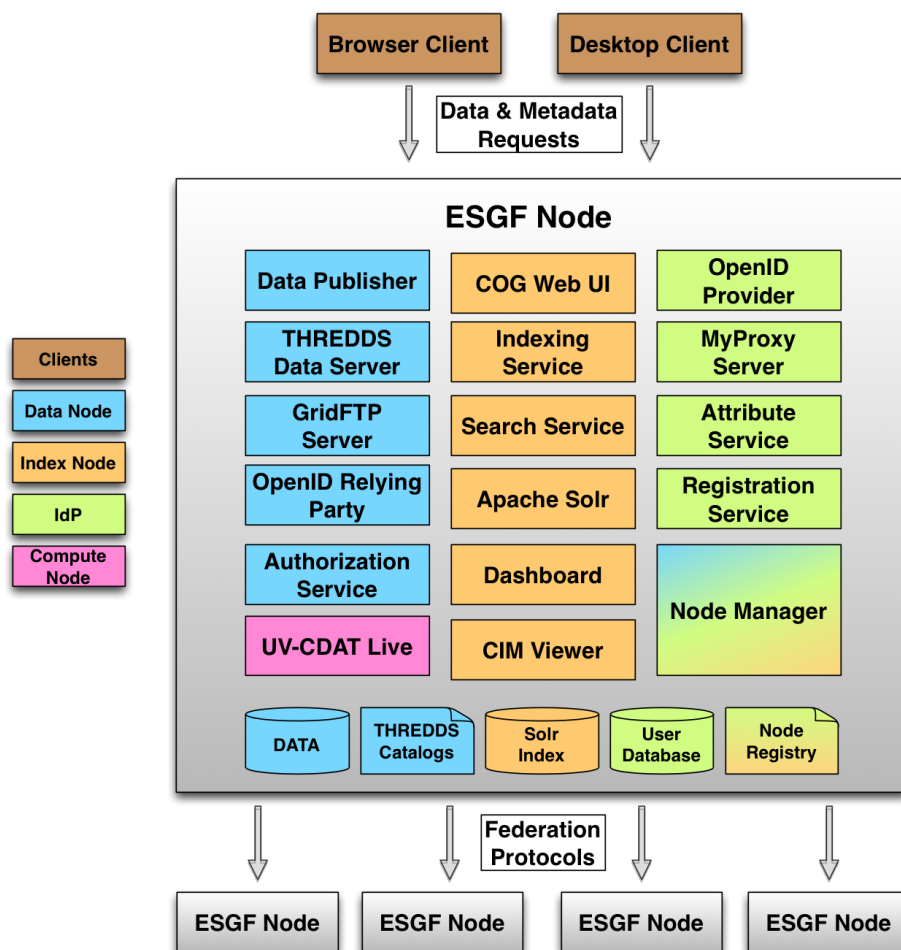 Browser Client
Desktop Client
Data & Metadata
Requests
ESGF Node
Data Publisher
COG Web UI
OpenID
Provider
THREDDS
Data Server
Indexing
Service
MyProxy
Server
GridFTP
Server
Search Service
Attribute
Service
OpenID Relying
Party
Apache Solr
Registration
Service
Authorization
Service
Dashboard
Node Manager
UV-CDAT Live
CIM Viewer
DATA
THREDDS
Catalogs
Solr
Index
User
Database
Node
Registry
Clients
Data Node
Index Node
IdP
Compute
Node
Federation
Protocols
ESGF Node
ESGF Node
ESGF Node
ESGF Node